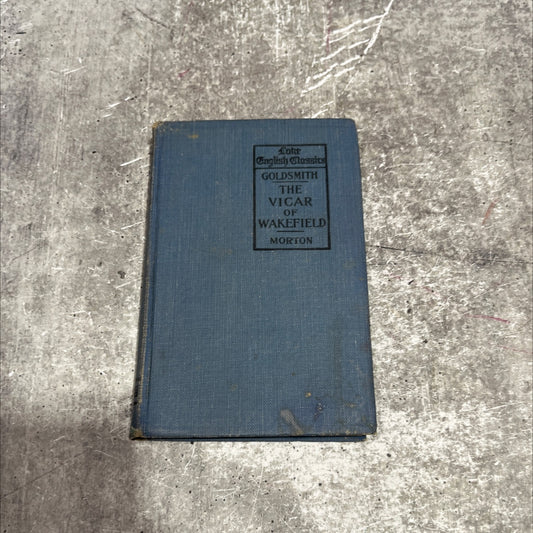 Lake
English Classics
GOLDSMITH
THE
VICAR
OF
WAKEFIELD
MORTON